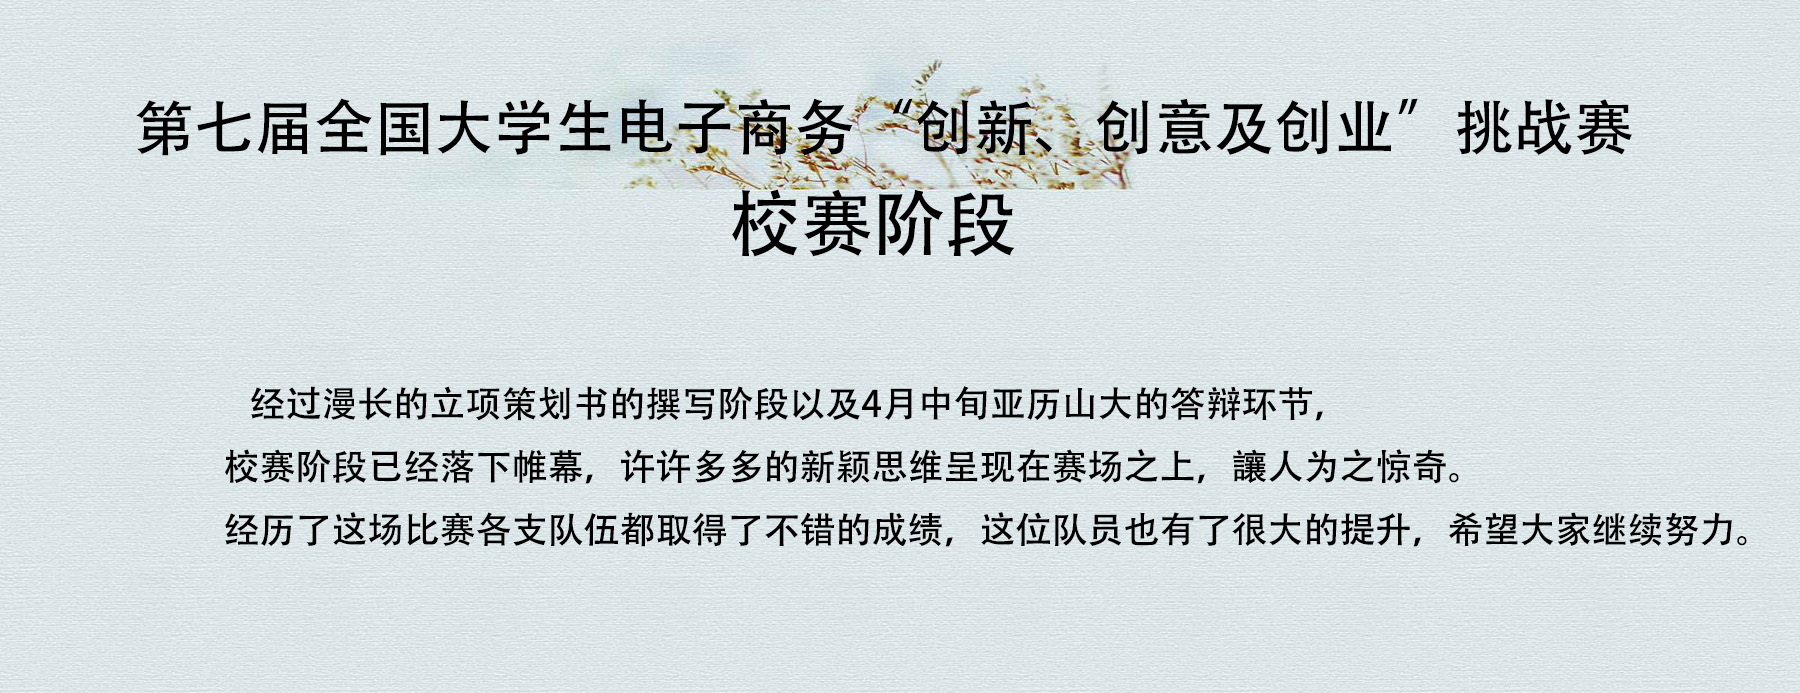 第七届全国大学生电子商务“创新、创意及创业”挑战赛
校赛阶段
经过漫长的立项策划书的撰写阶段以及4月中旬亚历山大的答辩环节，
校赛阶段已经落下帷幕，许许多多的新颖思维呈现在赛场之上，讓人为之惊奇。
经历了这场比赛各支队伍都取得了不错的成绩，这位队员也有了很大的提升，希望大家继续努力。